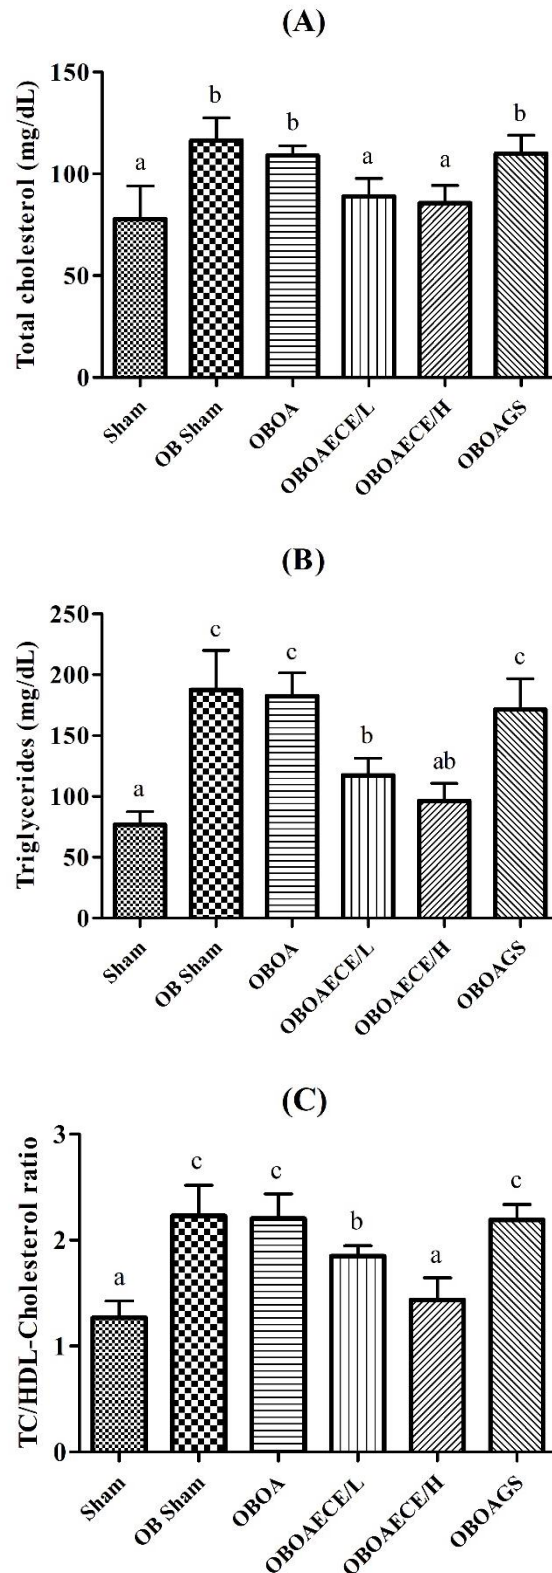 (A)
Total cholesterol (mg/dL)
150
100
50
0
a
b
b
a
a
b
Sham
OB Sham
OBOA
OBOAECE/L
OBOAECE/H
OBOAGS
(B)
Triglycerides (mg/dL)
250
200
150
100
50
0
a
c
c
b
ab
c
Sham
OB Sham
OBOA
OBOAECE/L
OBOAECE/H
OBOAGS
(C)
TC/HDL-Cholesterol ratio
3
2
1
0
a
c
c
b
a
c
Sham
OB Sham
OBOA
OBOAECE/L
OBOAECE/H
OBOAGS